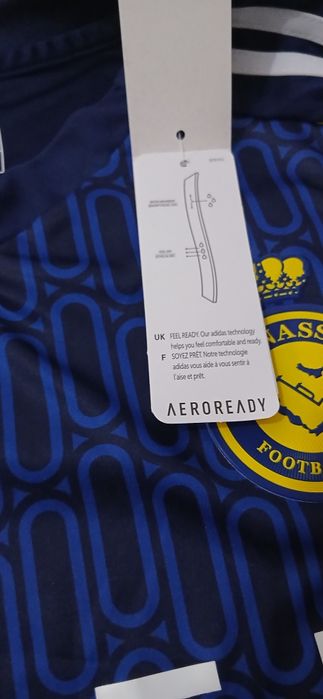 UK FEEL READY. Our adidas technology
helps you feel comfortable and ready.
F SOYEZ PRÊT. Notre technologie
adidas vous aide à vous sentir à
l'aise et prêt.
AEROREADY
NASS
FOOTB